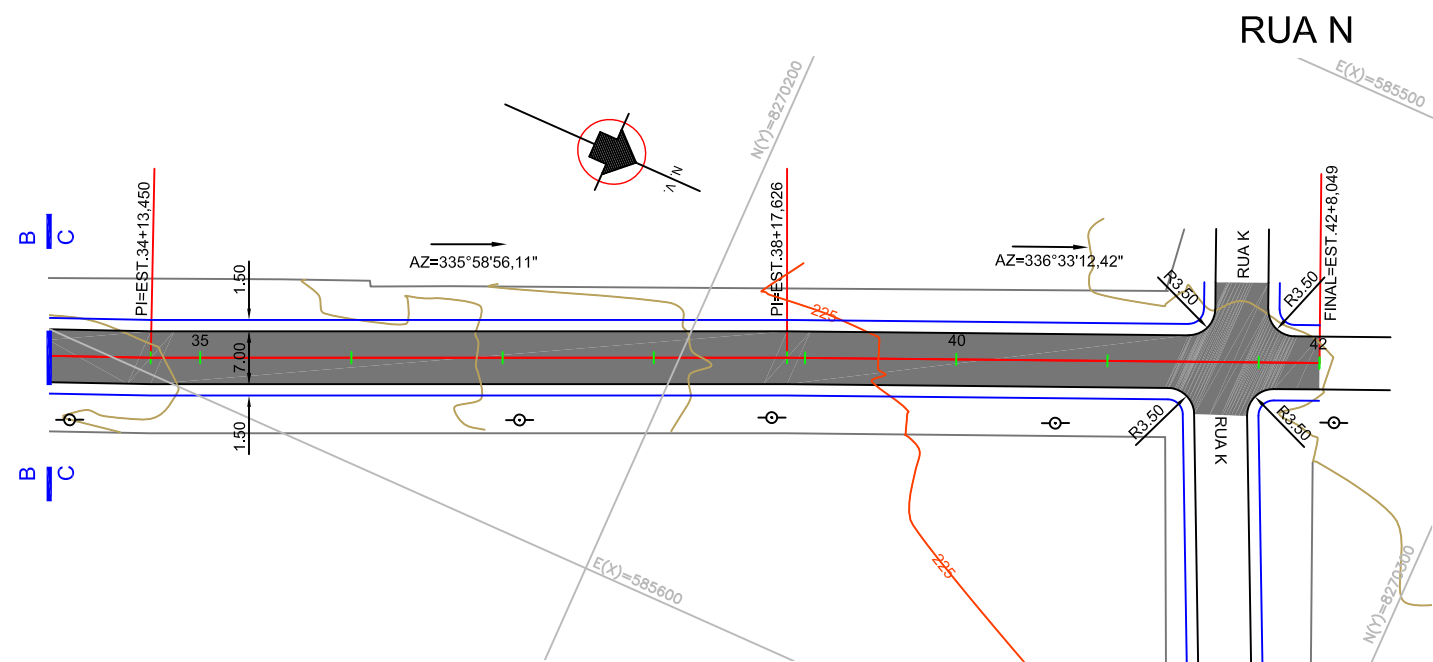 RUA N
E(X)=585500
N(Y)=8270200
N. V.
PI=EST.34+13,450
PI=EST.38+17,626
FINAL=EST.42+8,049
B
C
AZ=335°58'56,11"
AZ=336°33'12,42"
RUA K
1.50
R3.50
R3.50
225
35
7.00
40
42
1.50
R3.50
R3.50
RUA K
B
C
E(X)=585600
225
N(Y)=8270300